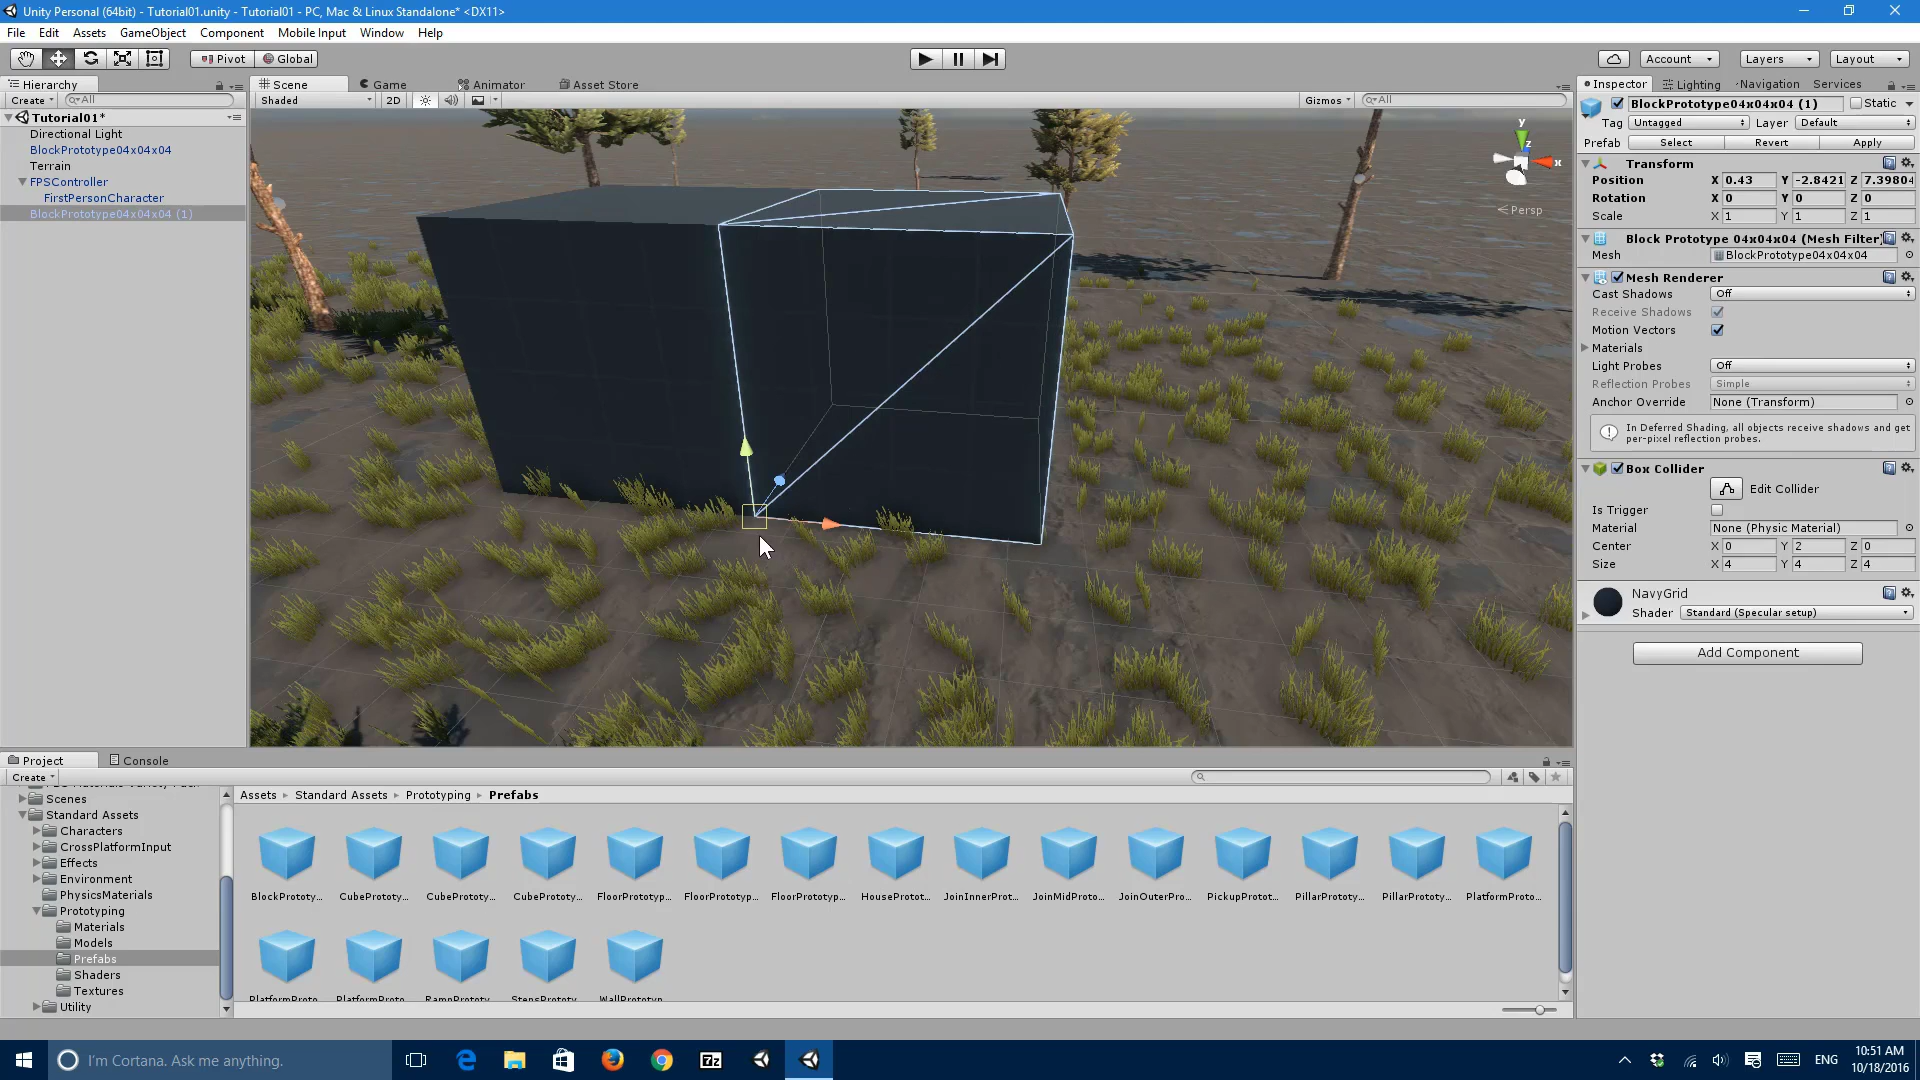 Unity Personal (64bit) - Tutorial01.unity - Tutorial01 - PC, Mac & Linux Standalone* <DX11>
File Edit Assets GameObject Component Mobile Input Window Help
Pivot Global Account Layers Layout
Hierarchy
Create All
Tutorial01*
Directional Light
BlockPrototype04x04x04
Terrain
FPSController
FirstPersonCharacter
BlockPrototype04x04x04 (1)
Scene Game Animator Asset Store
Shaded 2D Gizmos All
y
z
x
Persp
Inspector Lighting Navigation Services
BlockPrototype04x04x04 (1) Static
Tag Untagged Layer Default
Prefab Select Revert Apply
Transform
Position X 0.43 Y -2.8421 Z 7.39804
Rotation X 0 Y 0 Z 0
Scale X 1 Y 1 Z 1
Block Prototype 04x04x04 (Mesh Filter)
Mesh BlockPrototype04x04x04
Mesh Renderer
Cast Shadows Off
Receive Shadows
Motion Vectors
Materials
Light Probes Off
Reflection Probes Simple
Anchor Override None (Transform)
In Deferred Shading, all objects receive shadows and get
per-pixel reflection probes.
Box Collider
Edit Collider
Is Trigger
Material None (Physic Material)
Center X 0 Y 2 Z 0
Size X 4 Y 4 Z 4
NavyGrid
Shader Standard (Specular setup)
Add Component
Project Console
Create
Scenes
Standard Assets
Characters
CrossPlatformInput
Effects
Environment
PhysicsMaterials
Prototyping
Materials
Models
Prefabs
Shaders
Textures
Utility
Assets Standard Assets Prototyping Prefabs
BlockPrototy... CubePrototy... CubePrototy... CubePrototy... FloorPrototyp... FloorPrototyp... FloorPrototyp... HousePrototy... JoinInnerProt... JoinMidProto... JoinOuterPro... PickupPrototy... PillarPrototy... PillarPrototy... PlatformProto...
PlatformProto... PlatformProto... RampPrototy... StepsPrototy... WallPrototyp...
I'm Cortana. Ask me anything.
7z
ENG
10:51 AM
10/18/2016